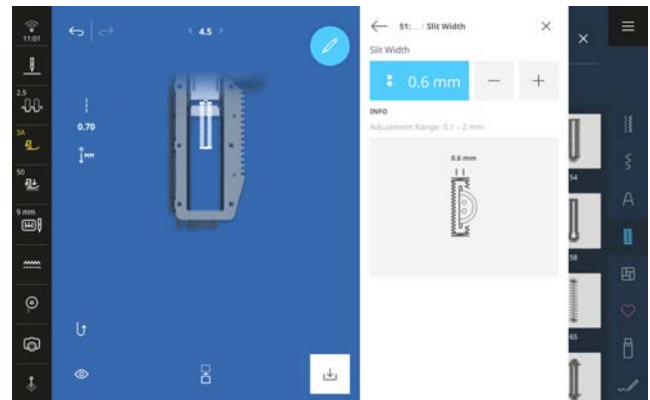 11:01
2.5
3A
50
9 mm
4.5
0.70
MM
51: ... / Slit Width
Slit Width
0.6 mm
INFO
Adjustment Range: 0.1 – 2 mm
0.6 mm
54
58
65